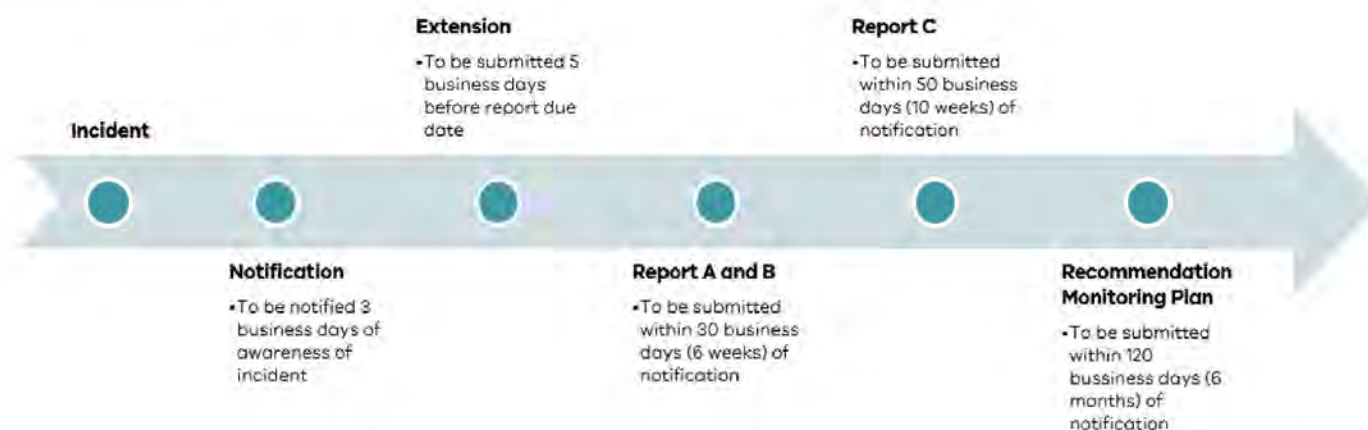 Incident
Notification
▪To be notified 3
business days of
awareness of
incident
Extension
▪To be submitted 5
business days
before report due
date
Report A and B
▪To be submitted
within 30 business
days (6 weeks) of
notification
Report C
▪To be submitted
within 50 business
days (10 weeks) of
notification
Recommendation
Monitoring Plan
▪To be submitted
within 120
bussiness days (6
months) of
notification